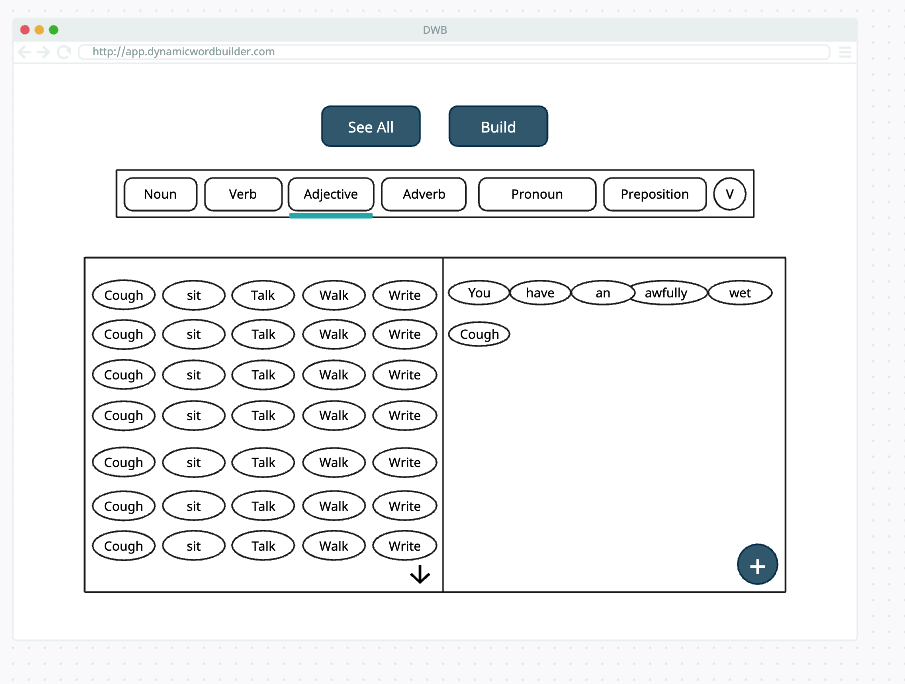 DWB
http://app.dynamicwordbuilder.com
See All Build
Noun Verb Adjective Adverb Pronoun Preposition V
Cough sit Talk Walk Write You have an awfully wet
Cough sit Talk Walk Write Cough
Cough sit Talk Walk Write
Cough sit Talk Walk Write
Cough sit Talk Walk Write
Cough sit Talk Walk Write
Cough sit Talk Walk Write
+